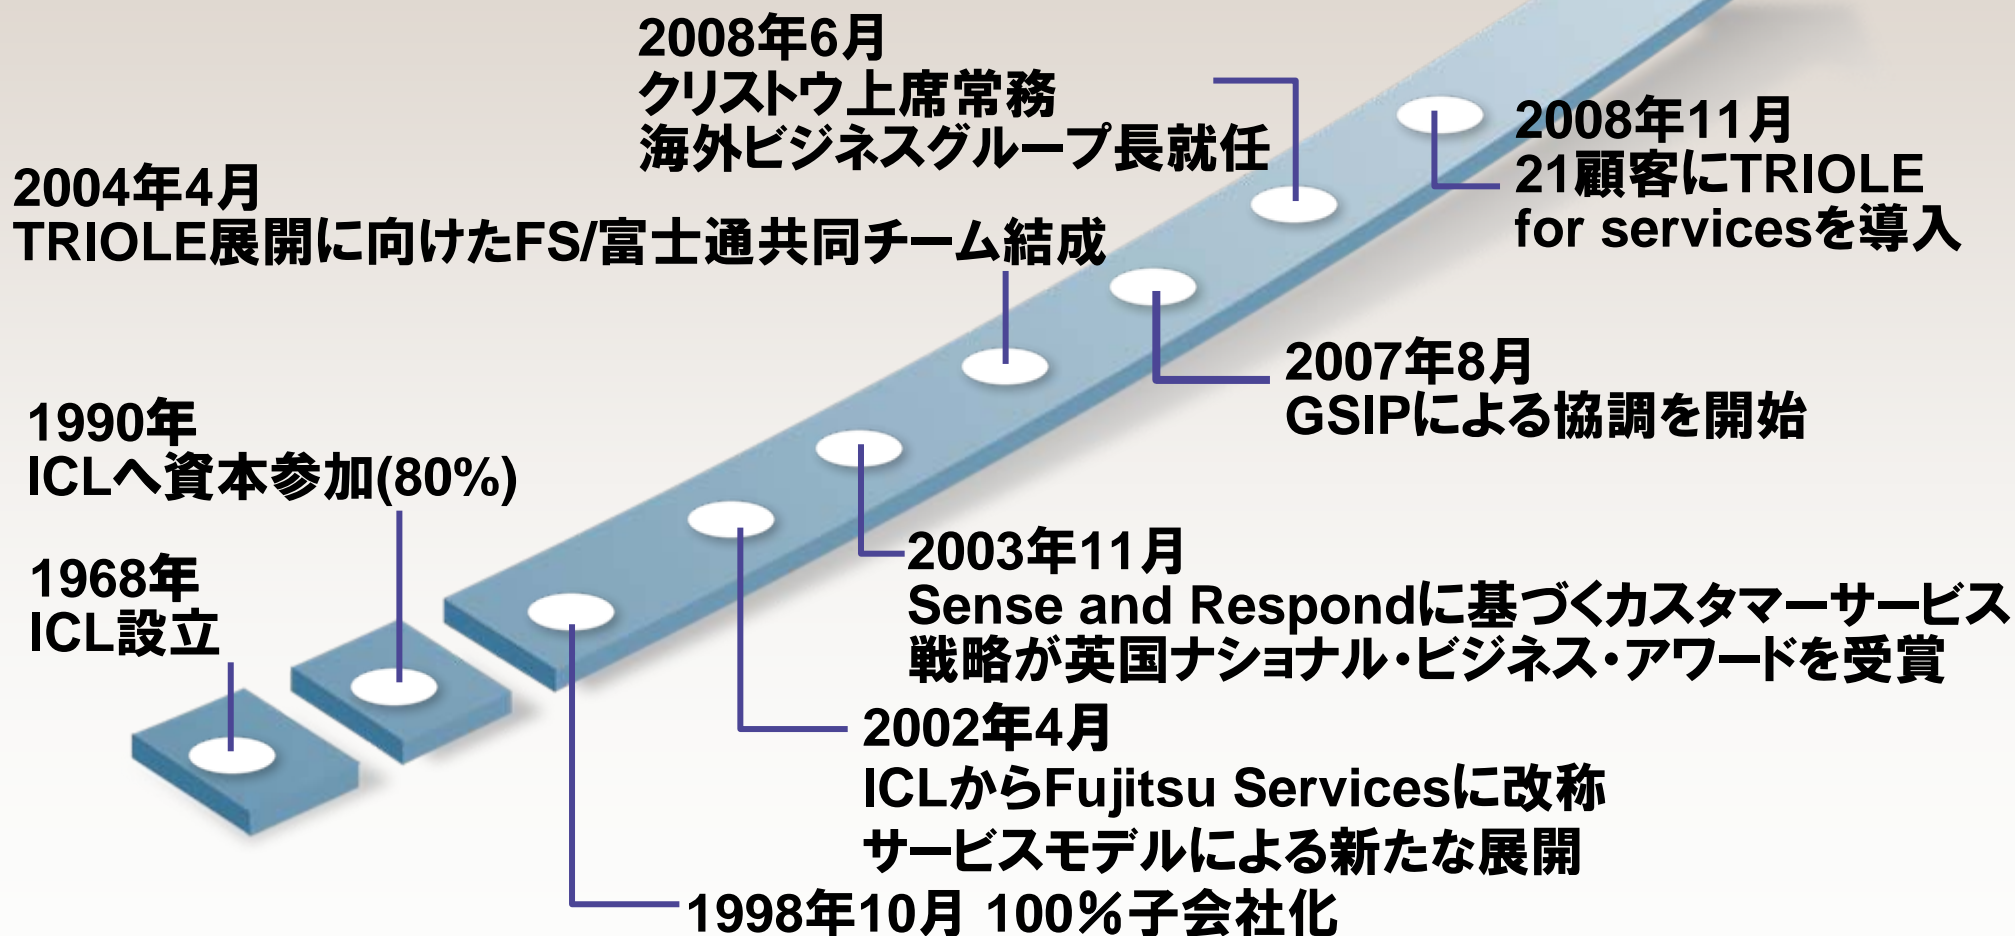 2008年6月
クリストウ上席常務
海外ビジネスグループ長就任
2008年11月
21顧客にTRIOLE
for servicesを導入
2004年4月
TRIOLE展開に向けたFS/富士通共同チーム結成
2007年8月
GSIPによる協調を開始
1990年
ICLへ資本参加(80%)
2003年11月
Sense and Respondに基づくカスタマーサービス
戦略が英国ナショナル・ビジネス・アワードを受賞
1968年
ICL設立
2002年4月
ICLからFujitsu Servicesに改称
サービスモデルによる新たな展開
1998年10月 100%子会社化